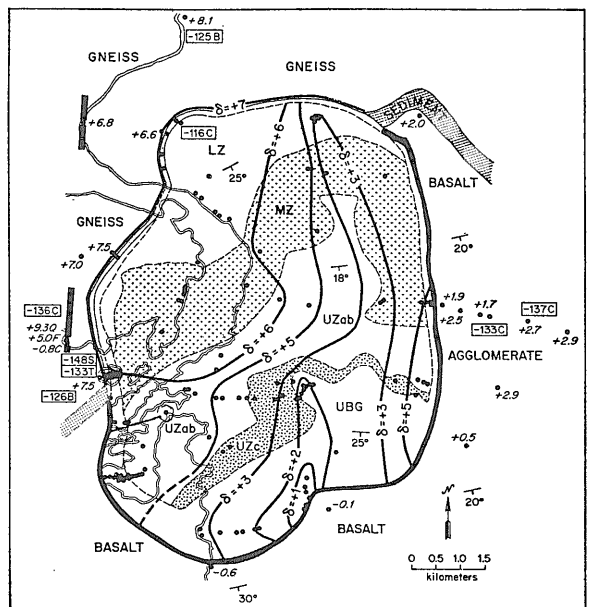 +8.1
-125B
GNEISS
GNEISS
δ=+7
SEDIMENT
+2.0
+6.8
+6.6
-116C
LZ
δ=+6
δ=+3
BASALT
25°
MZ
GNEISS
20°
+7.5
+7.0
18°
-136C
+9.3Q
+5.0F
-0.8C
δ=+6
δ=+5
UZab
+1.9
+2.5
+1.7
-133C
-137C
+2.7
+2.9
-148S
-133T
+7.5
-126B
AGGLOMERATE
+2.9
UZab
UZc
UBG
δ=+3
δ=+5
25°
δ=+2
δ=+3
δ=+1
+0.5
-0.1
N
20°
BASALT
BASALT
-0.6
30°
0 0.5 1.0 1.5
kilometers